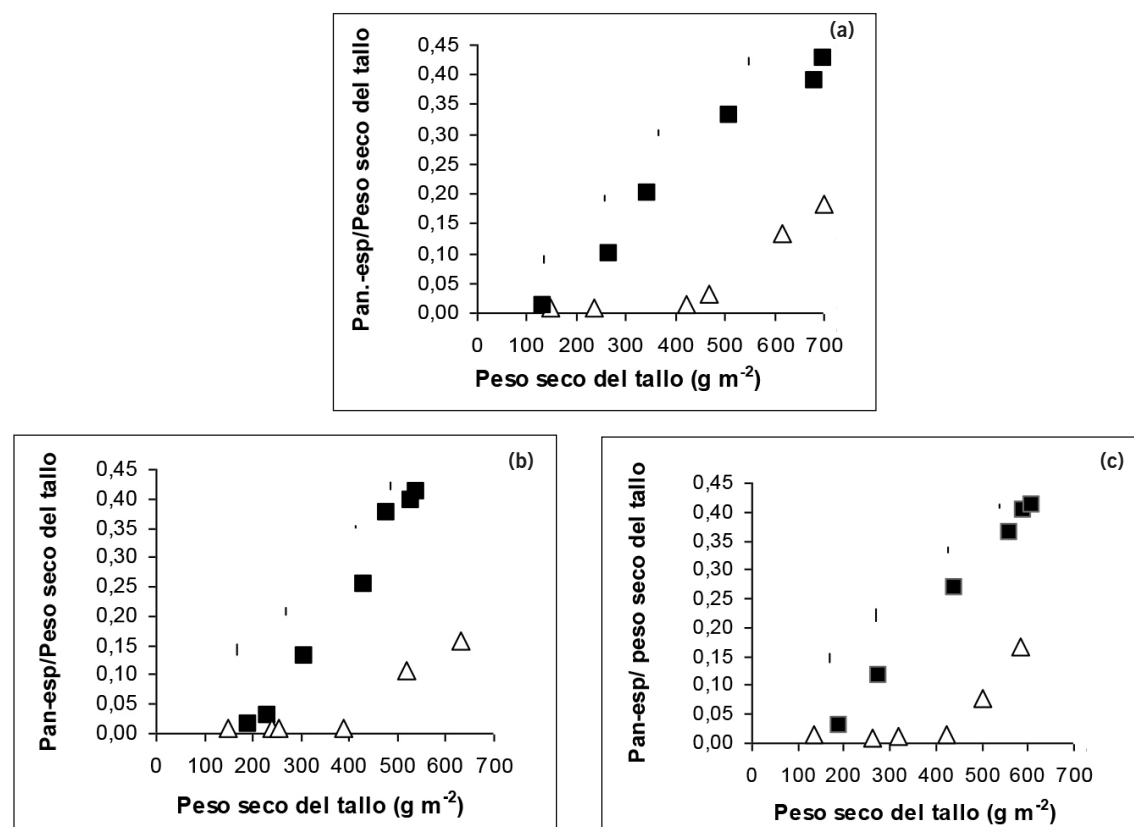 (a)
Pan.-esp/Peso seco del tallo
0,45
0,40
0,35
0,30
0,25
0,20
0,15
0,10
0,05
0,00
0 100 200 300 400 500 600 700
Peso seco del tallo (g m-2)
(b)
Pan-esp/Peso seco del tallo
0,45
0,40
0,35
0,30
0,25
0,20
0,15
0,10
0,05
0,00
0 100 200 300 400 500 600 700
Peso seco del tallo (g m-2)
(c)
Pan-esp/ peso seco del tallo
0,45
0,40
0,35
0,30
0,25
0,20
0,15
0,10
0,05
0,00
0 100 200 300 400 500 600 700
Peso seco del tallo (g m-2)